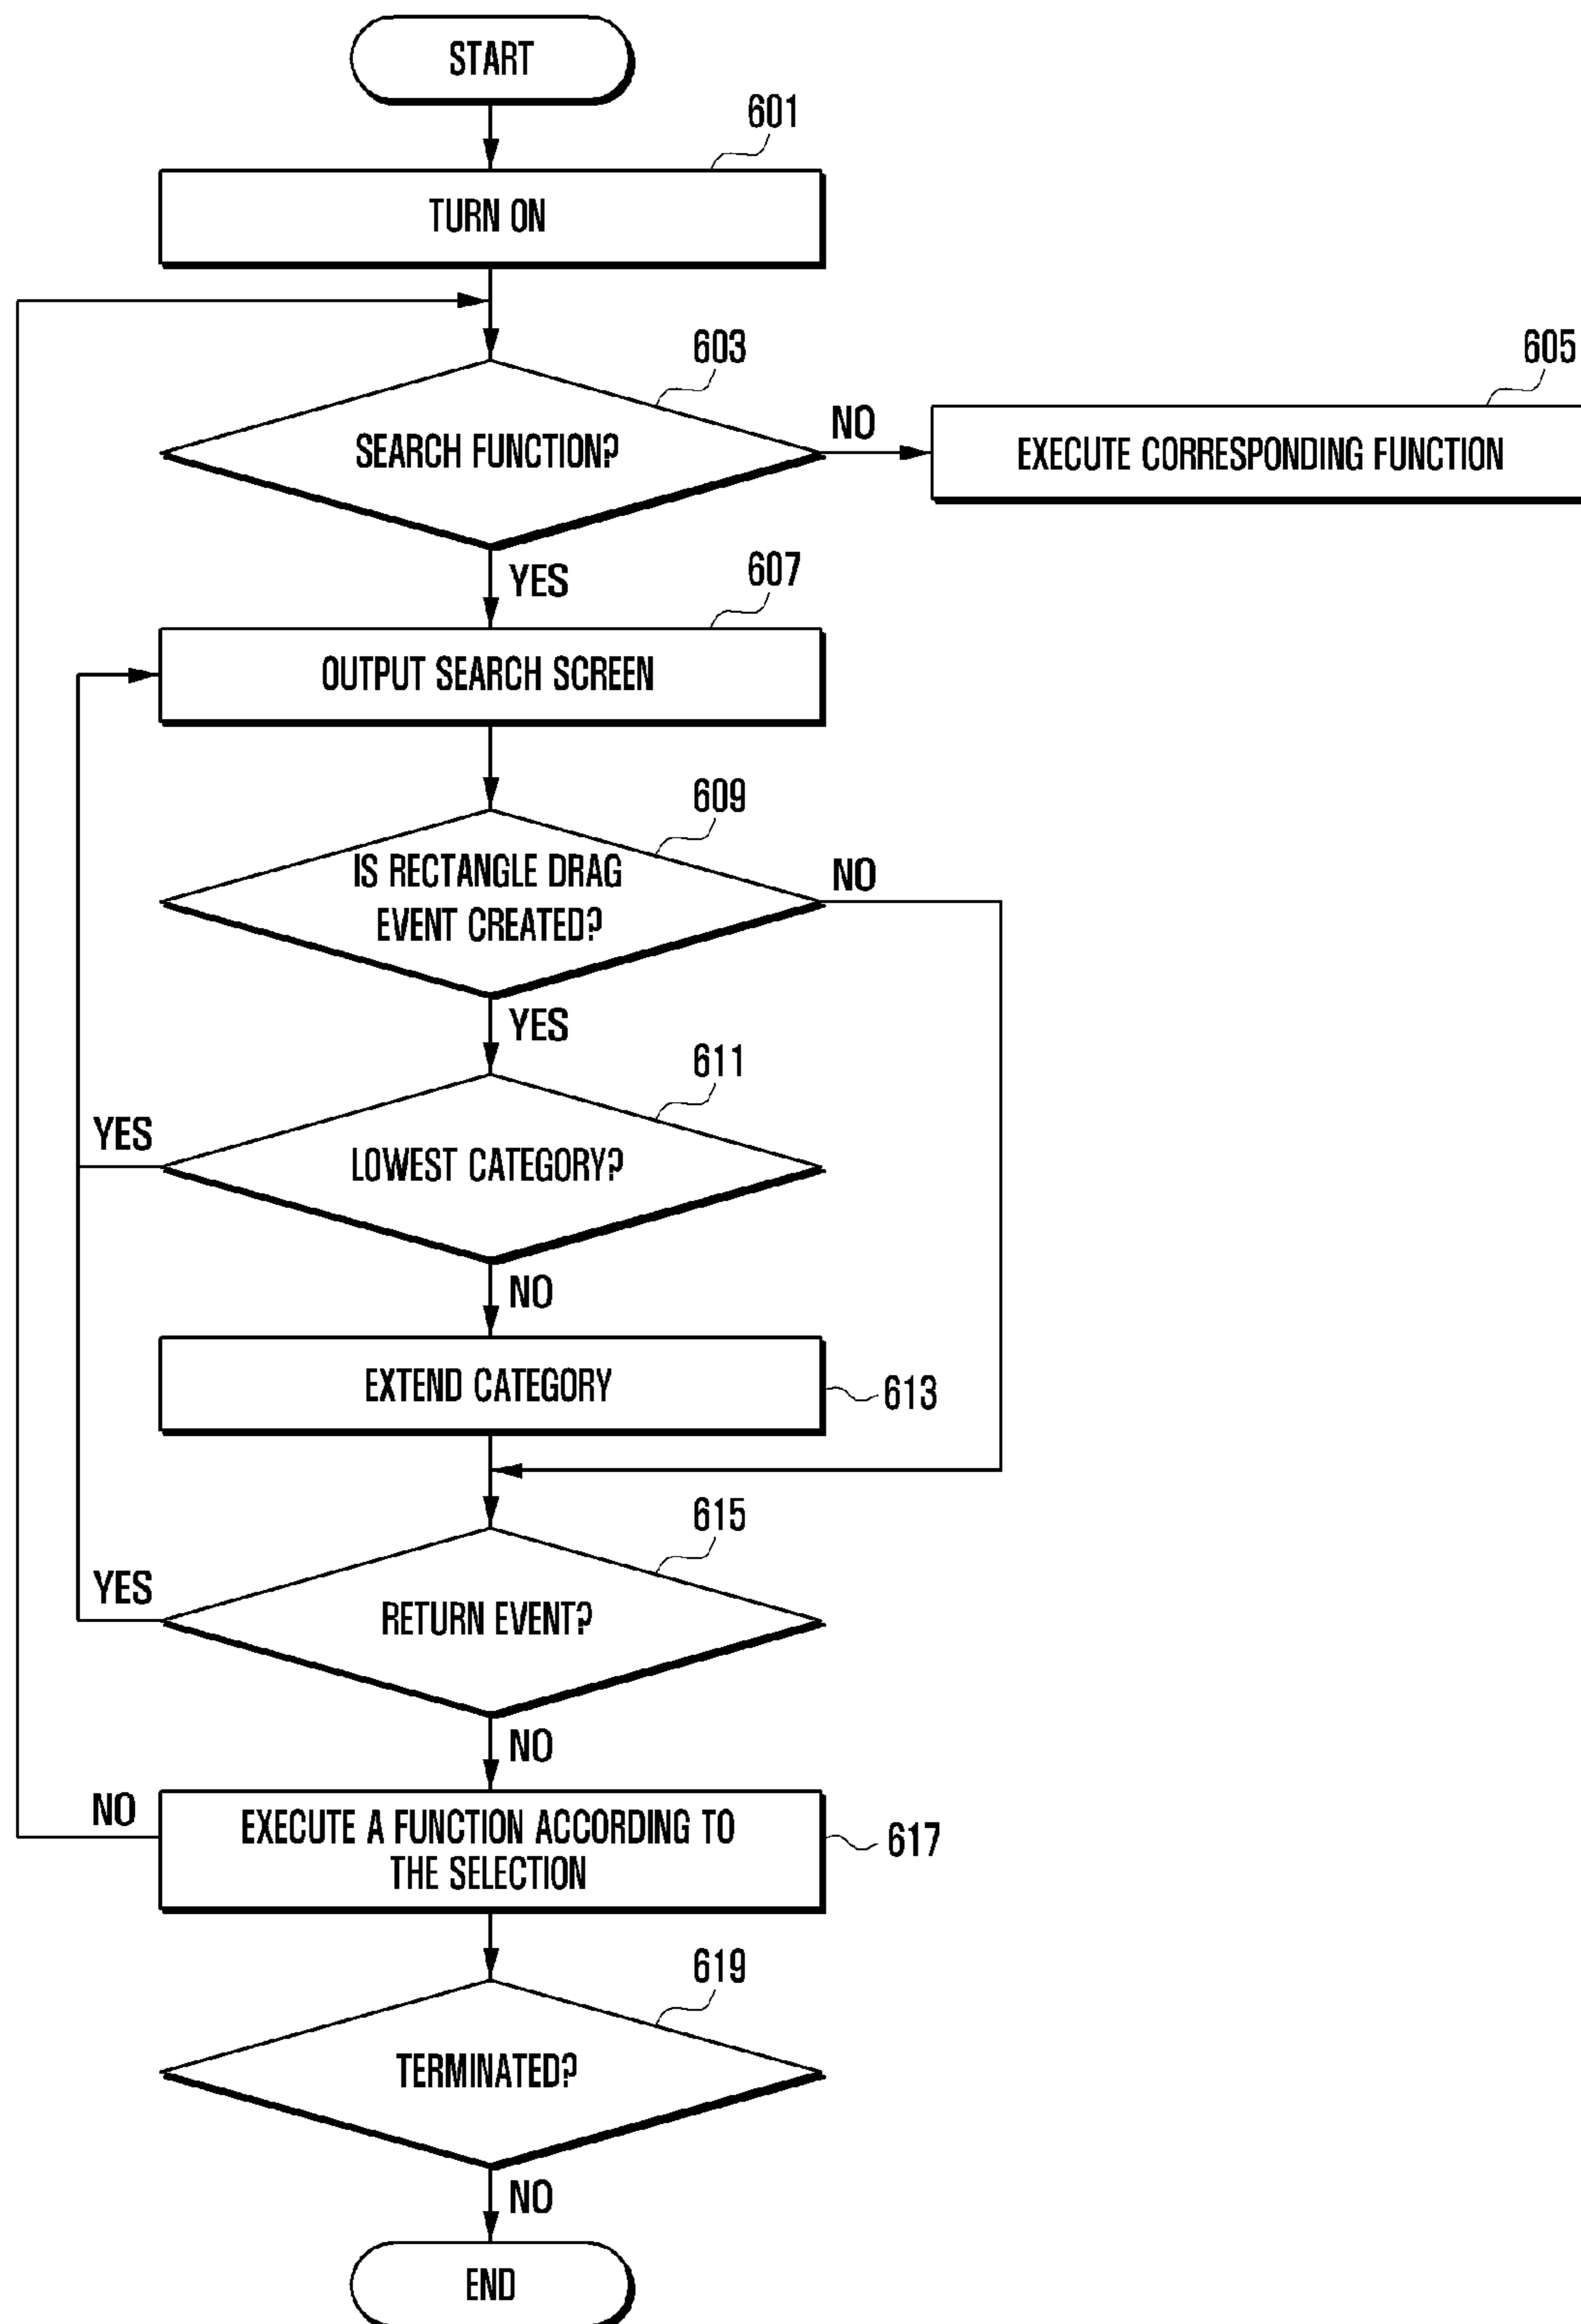 START
601
TURN ON
603
SEARCH FUNCTION?
NO
605
EXECUTE CORRESPONDING FUNCTION
YES
607
OUTPUT SEARCH SCREEN
609
IS RECTANGLE DRAG
EVENT CREATED?
NO
YES
611
YES
LOWEST CATEGORY?
NO
EXTEND CATEGORY
613
615
YES
RETURN EVENT?
NO
NO
EXECUTE A FUNCTION ACCORDING TO
THE SELECTION
617
619
TERMINATED?
NO
END